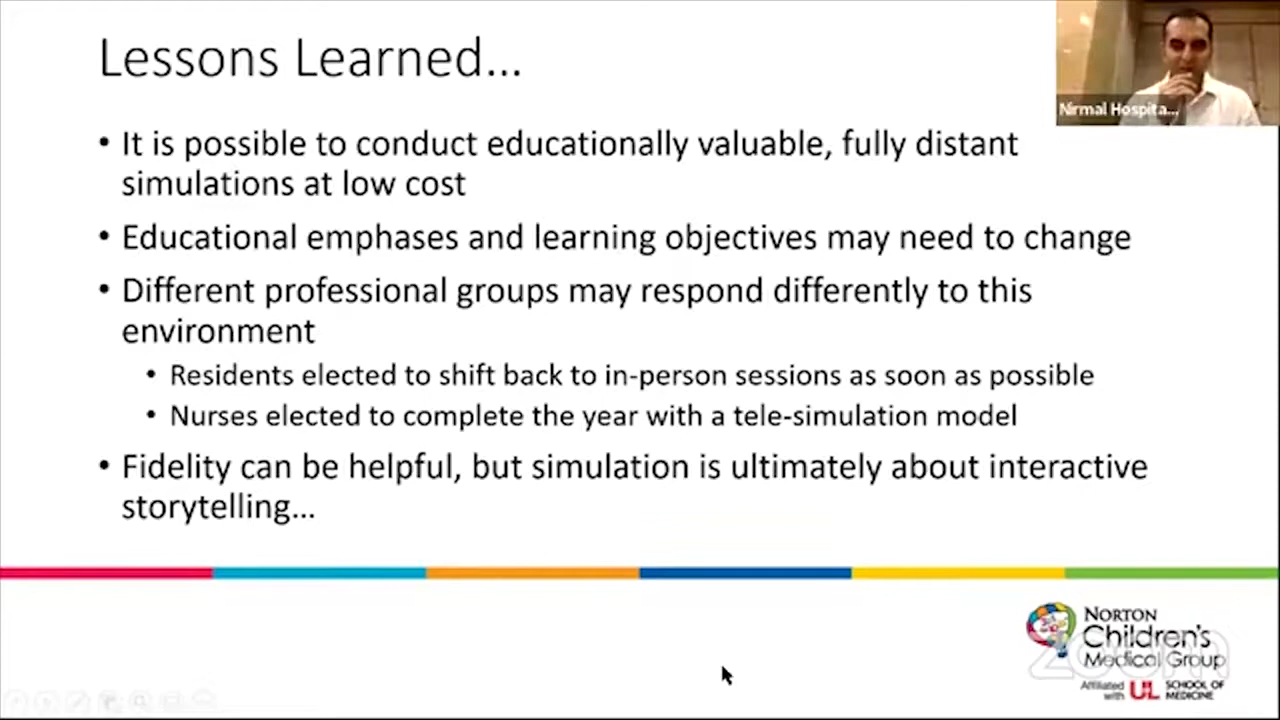 Lessons Learned...
Nirmal Hospita...
• It is possible to conduct educationally valuable, fully distant
simulations at low cost
• Educational emphases and learning objectives may need to change
• Different professional groups may respond differently to this
environment
• Residents elected to shift back to in-person sessions as soon as possible
• Nurses elected to complete the year with a tele-simulation model
• Fidelity can be helpful, but simulation is ultimately about interactive
storytelling...
NORTON
Children's
Medical Group
zoom
Affiliated with UL SCHOOL OF MEDICINE